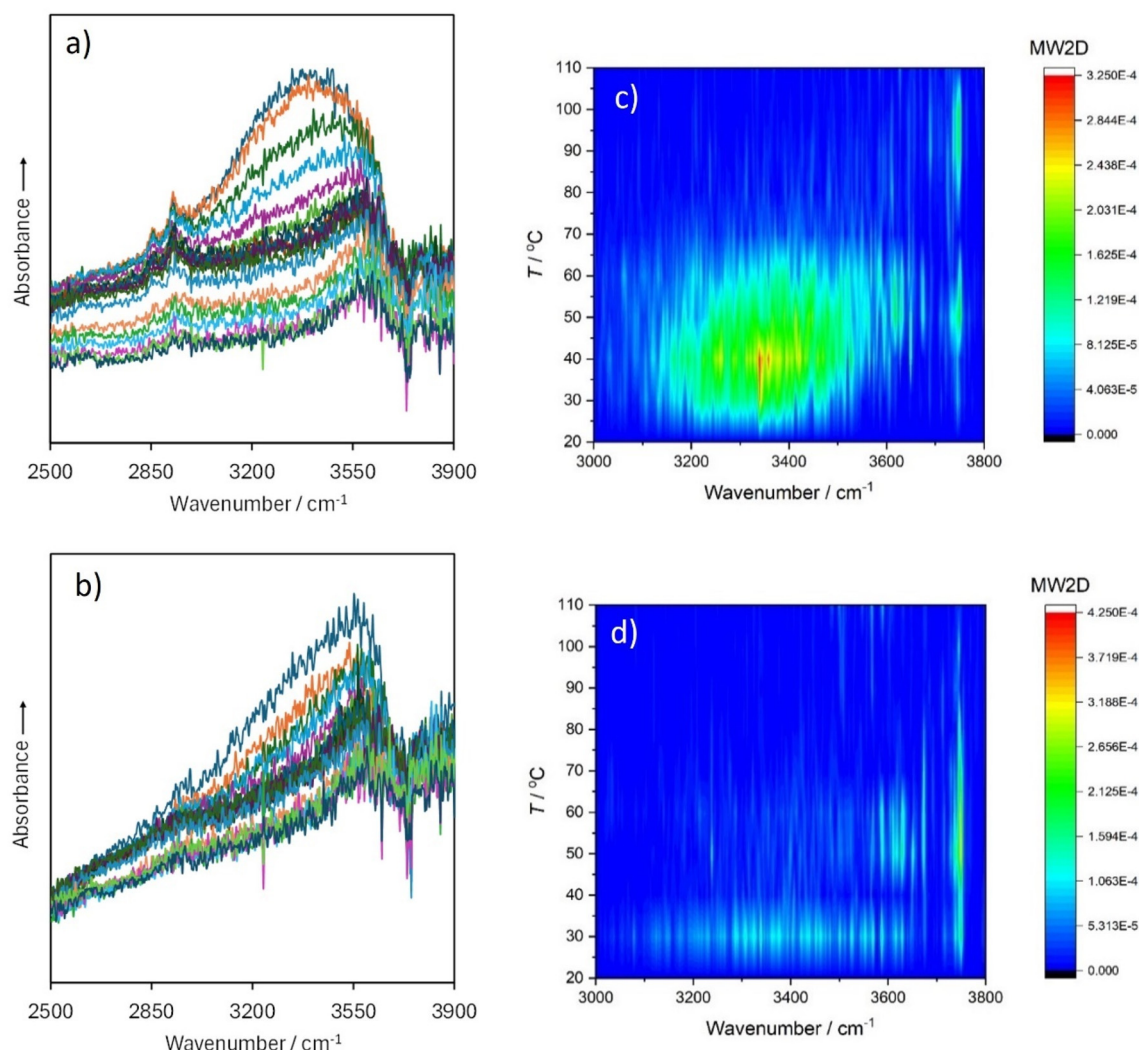 a)
Absorbance →
2500 2850 3200 3550 3900
Wavenumber / cm⁻¹
c)
T / °C
110
100
90
80
70
60
50
40
30
20
3000 3200 3400 3600 3800
Wavenumber / cm⁻¹
MW2D
3.250E-4
2.844E-4
2.438E-4
2.031E-4
1.625E-4
1.219E-4
8.125E-5
4.063E-5
0.000
b)
Absorbance →
2500 2850 3200 3550 3900
Wavenumber / cm⁻¹
d)
T / °C
110
100
90
80
70
60
50
40
30
20
3000 3200 3400 3600 3800
Wavenumber / cm⁻¹
MW2D
4.250E-4
3.719E-4
3.188E-4
2.656E-4
2.125E-4
1.594E-4
1.063E-4
5.313E-5
0.000